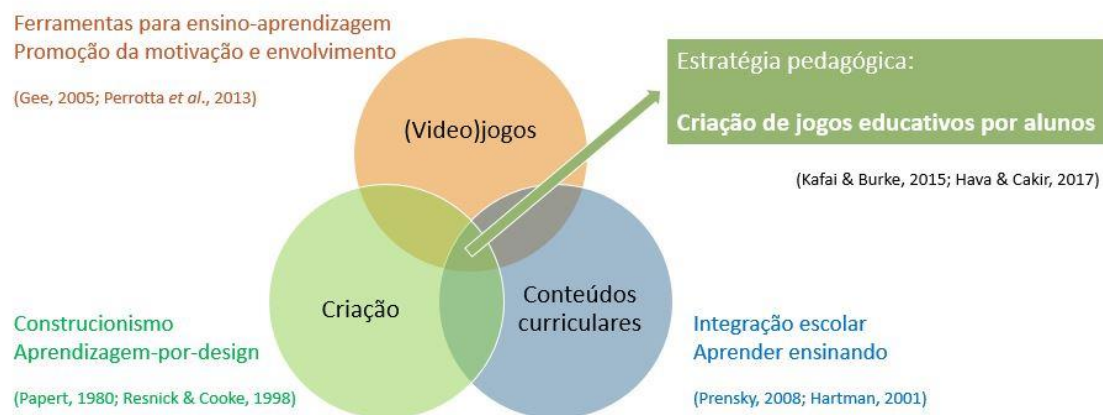 Ferramentas para ensino-aprendizagem
Promoção da motivação e envolvimento
(Gee, 2005; Perrotta et al., 2013)
(Video)jogos
Estratégia pedagógica:
Criação de jogos educativos por alunos
(Kafai & Burke, 2015; Hava & Cakir, 2017)
Criação
Conteúdos
curriculares
Construcionismo
Aprendizagem-por-design
(Papert, 1980; Resnick & Cooke, 1998)
Integração escolar
Aprender ensinando
(Prensky, 2008; Hartman, 2001)